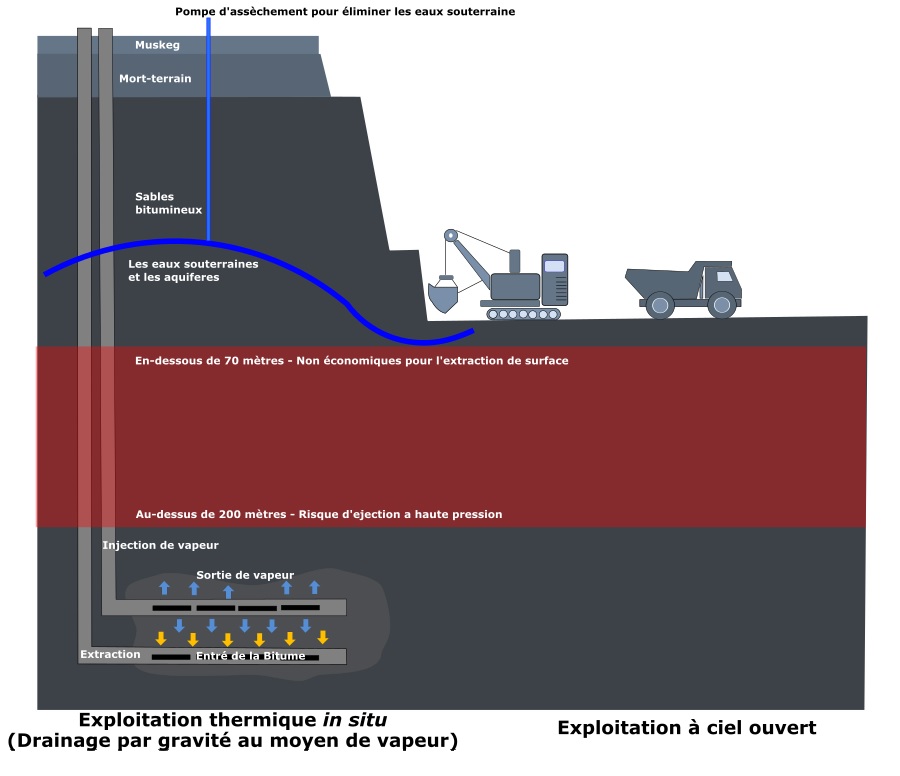 Pompe d'assèchement pour éliminer les eaux souterraine
Muskeg
Mort-terrain
Sables
bitumineux
Les eaux souterraines
et les aquiferes
En-dessous de 70 mètres - Non économiques pour l'extraction de surface
Au-dessus de 200 mètres - Risque d'ejection a haute pression
Injection de vapeur
Sortie de vapeur
Extraction
Entré de la Bitume
Exploitation thermique in situ
(Drainage par gravité au moyen de vapeur)
Exploitation à ciel ouvert